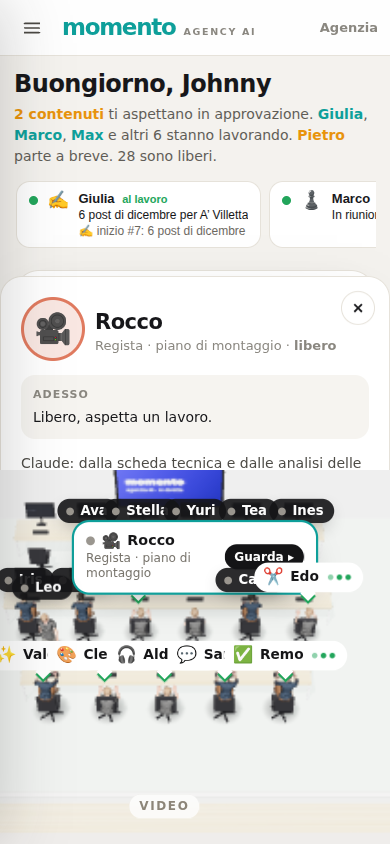 momento AGENCY AI
Agenzia
Buongiorno, Johnny
2 contenuti ti aspettano in approvazione. Giulia,
Marco, Max e altri 6 stanno lavorando. Pietro
parte a breve. 28 sono liberi.
Giulia al lavoro
6 post di dicembre per A' Villetta
✍️ inizio #7: 6 post di dicembre
Marco
In riunion
Rocco
×
Regista · piano di montaggio · libero
ADESSO
Libero, aspetta un lavoro.
Claude: dalla scheda tecnica e dalle analisi delle
momento
Ava
Stella
Yuri
Tea
Ines
Rocco
Regista · piano di
montaggio
Guarda ▸
Leo
Ca
Edo
Val
Cle
Ald
Sa
Remo
VIDEO